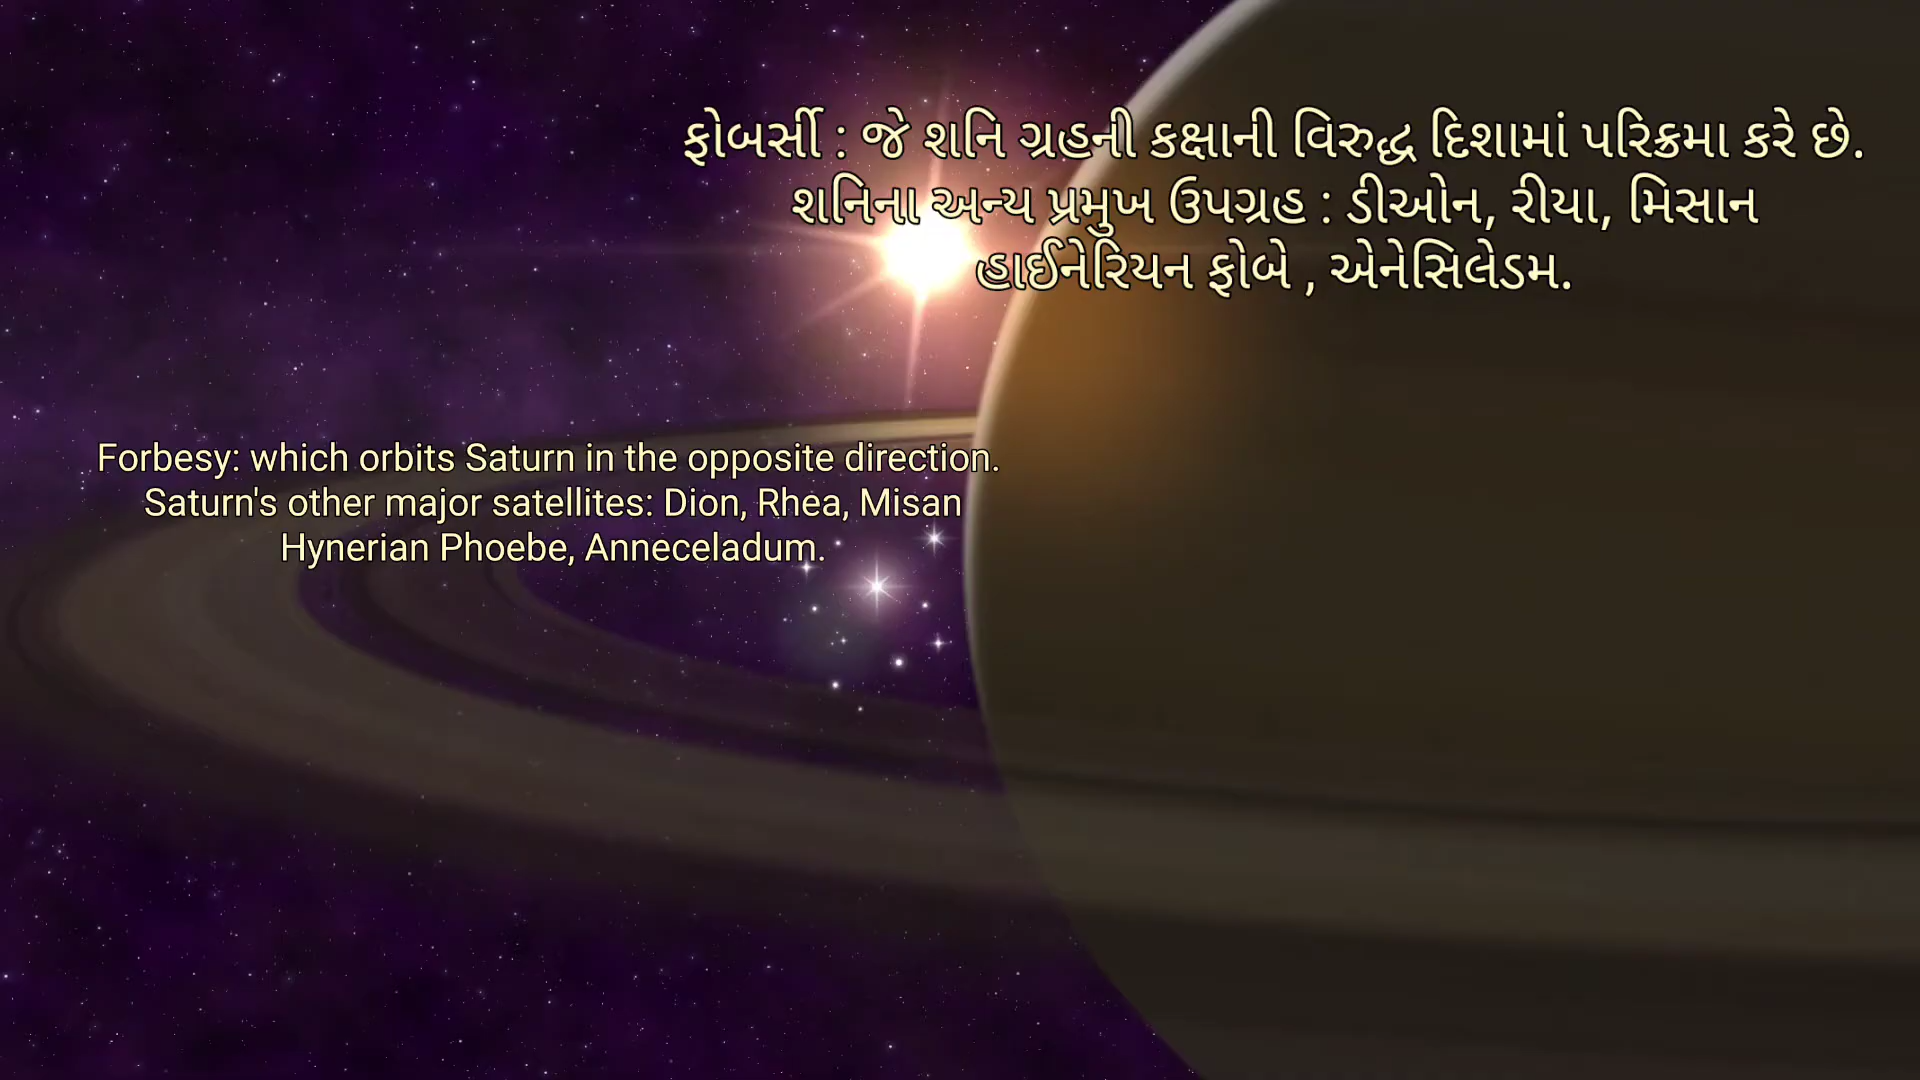 ફોબર્સી : જે શનિ ગ્રહની કક્ષાની વિરુદ્ધ દિશામાં પરિક્રમા કરે છે.
શનિના અન્ય પ્રમુખ ઉપગ્રહ : ડીઓન, રીયા, મિસાન
હાઈનેરિયન ફોબે , એનેસિલેડમ.
Forbesy: which orbits Saturn in the opposite direction.
Saturn's other major satellites: Dion, Rhea, Misan
Hynerian Phoebe, Anneceladum.